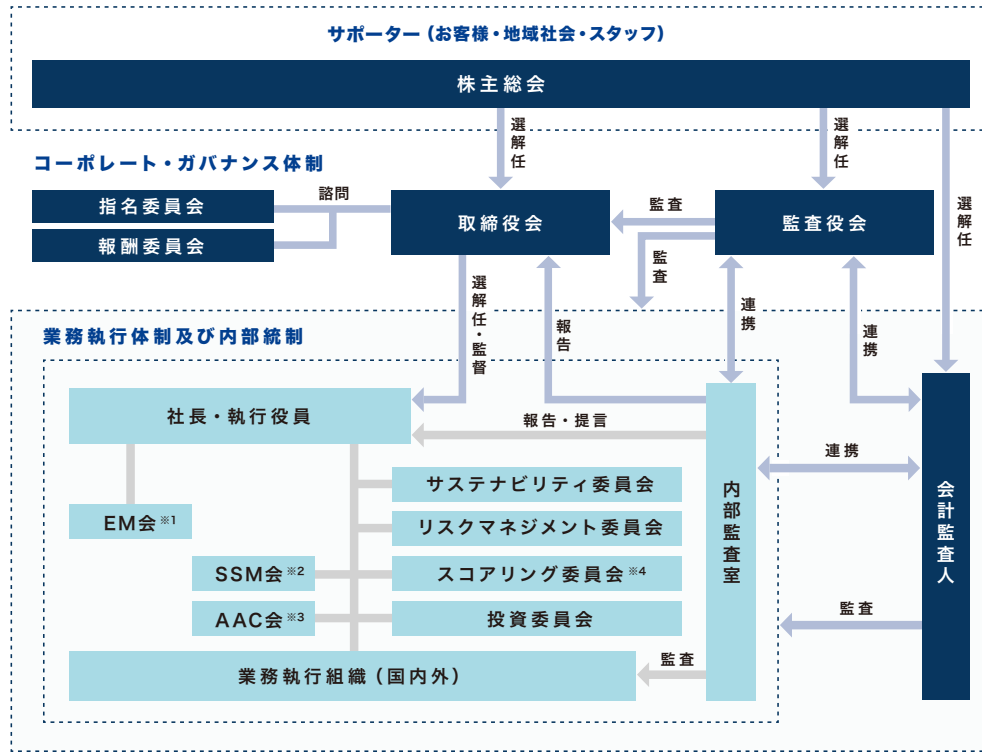 サポーター（お客様・地域社会・スタッフ）
株主総会
選解任
選解任
選解任
コーポレート・ガバナンス体制
指名委員会
報酬委員会
諮問
取締役会
監査
監査役会
監査
選解任・監督
報告
連携
連携
業務執行体制及び内部統制
社長・執行役員
報告・提言
連携
EM会※1
サステナビリティ委員会
リスクマネジメント委員会
SSM会※2
スコアリング委員会※4
AAC会※3
投資委員会
内部監査室
会計監査人
監査
業務執行組織（国内外）
監査